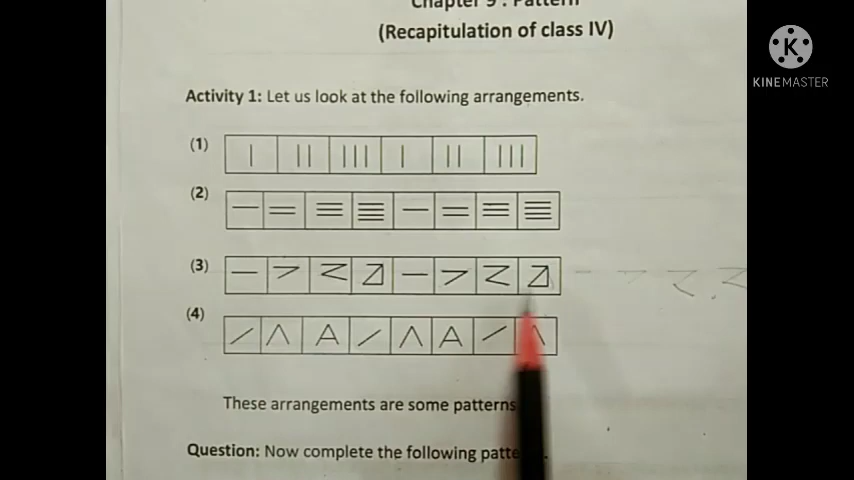 (Recapitulation of class IV)
K
KINEMASTER
Activity 1: Let us look at the following arrangements.
(1)
(2)
(3)
(4)
These arrangements are some patterns
Question: Now complete the following patte